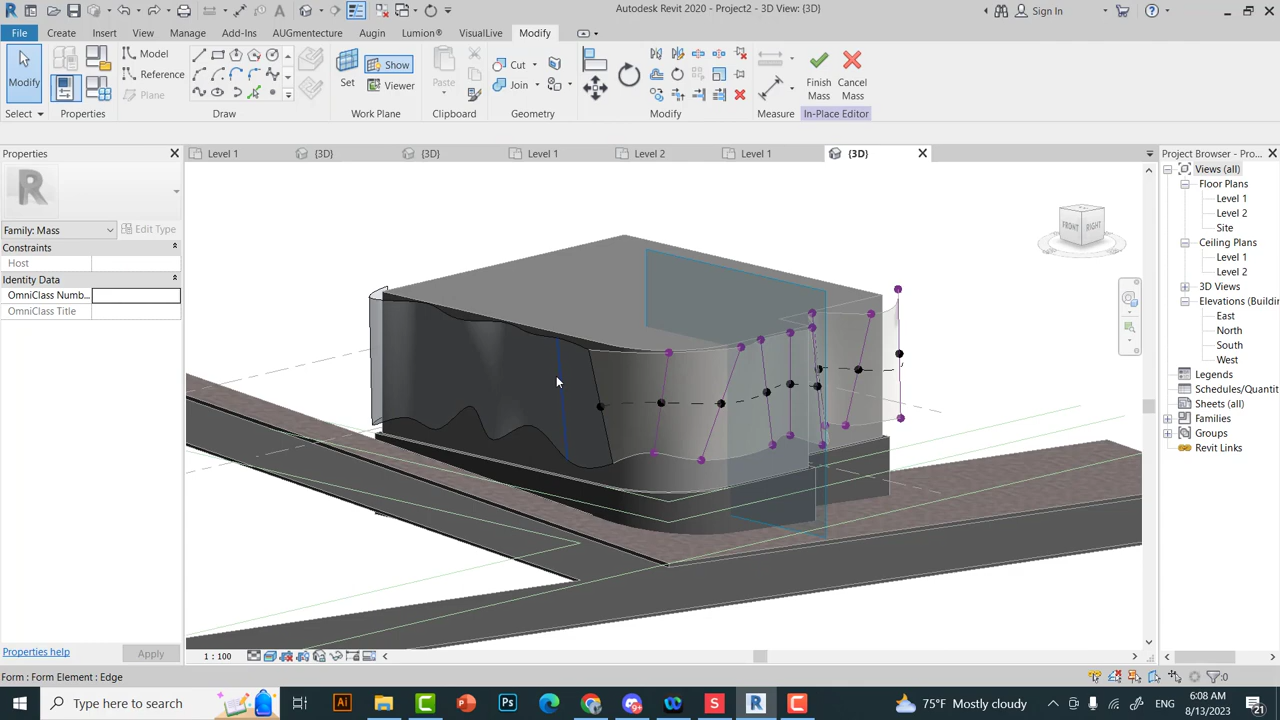 Autodesk Revit 2020 - Project2 - 3D View: {3D}
Sign In
File Create Insert View Manage Add-Ins AUGmentecture Augin Lumion® VisualLive Modify
Modify
Model
Reference
Plane
Set
Show
Viewer
Paste
Cut
Join
Finish Mass
Cancel Mass
Select Properties Draw Work Plane Clipboard Geometry Modify Measure In-Place Editor
Properties
Level 1 {3D} {3D} Level 1 Level 2 Level 1 {3D}
Project Browser - Pro...
Family: Mass
Edit Type
Constraints
Host
Identity Data
OmniClass Numb...
OmniClass Title
FRONT RIGHT
Views (all)
Floor Plans
Level 1
Level 2
Site
Ceiling Plans
Level 1
Level 2
3D Views
Elevations (Buildin
East
North
South
West
Legends
Schedules/Quantit
Sheets (all)
Families
Groups
Revit Links
Properties help
Apply
1 : 100
Form : Form Element : Edge
:0
Type here to search
Ai
Ps
S
R
C
75°F Mostly cloudy
ENG
6:08 AM
8/13/2023
21